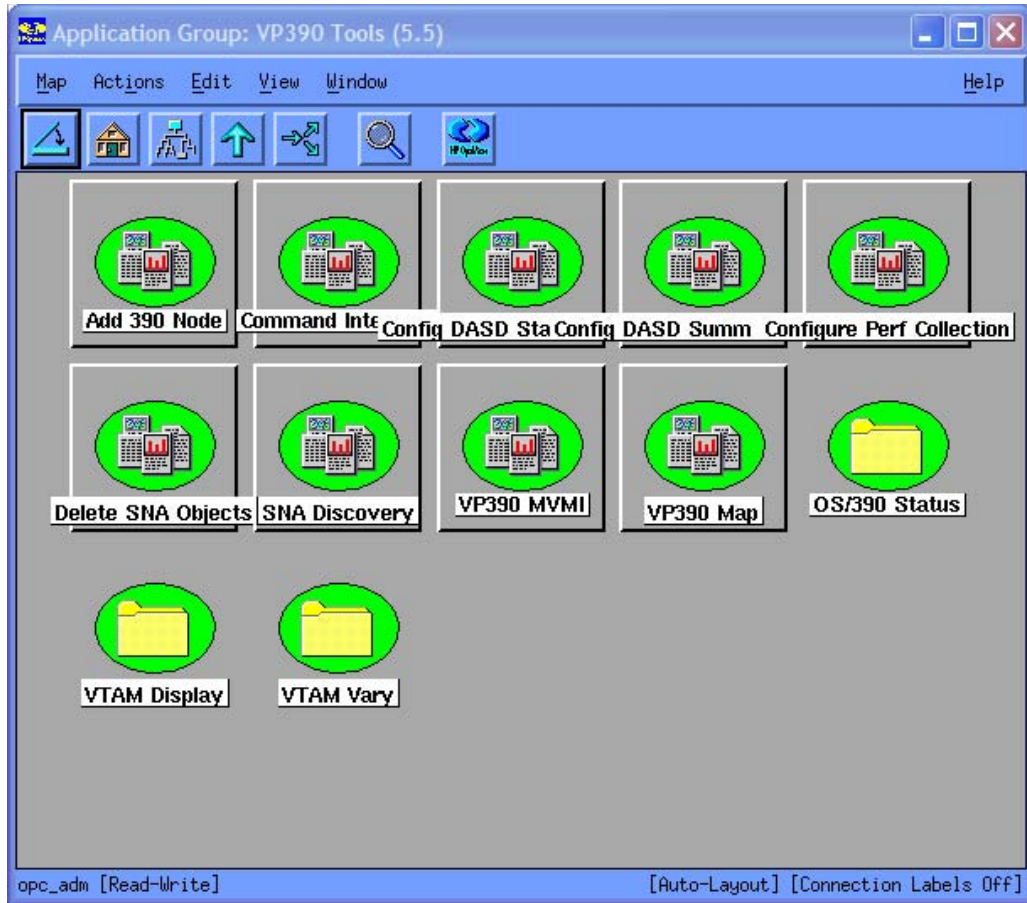 Application Group: VP390 Tools (5.5)
Map Actions Edit View Window Help
HP OpenView
Add 390 Node
Command Inte
Config DASD Sta
Config DASD Summ
Configure Perf Collection
Delete SNA Objects
SNA Discovery
VP390 MVMI
VP390 Map
OS/390 Status
VTAM Display
VTAM Vary
opc_adm [Read-Write] [Auto-Layout] [Connection Labels Off]